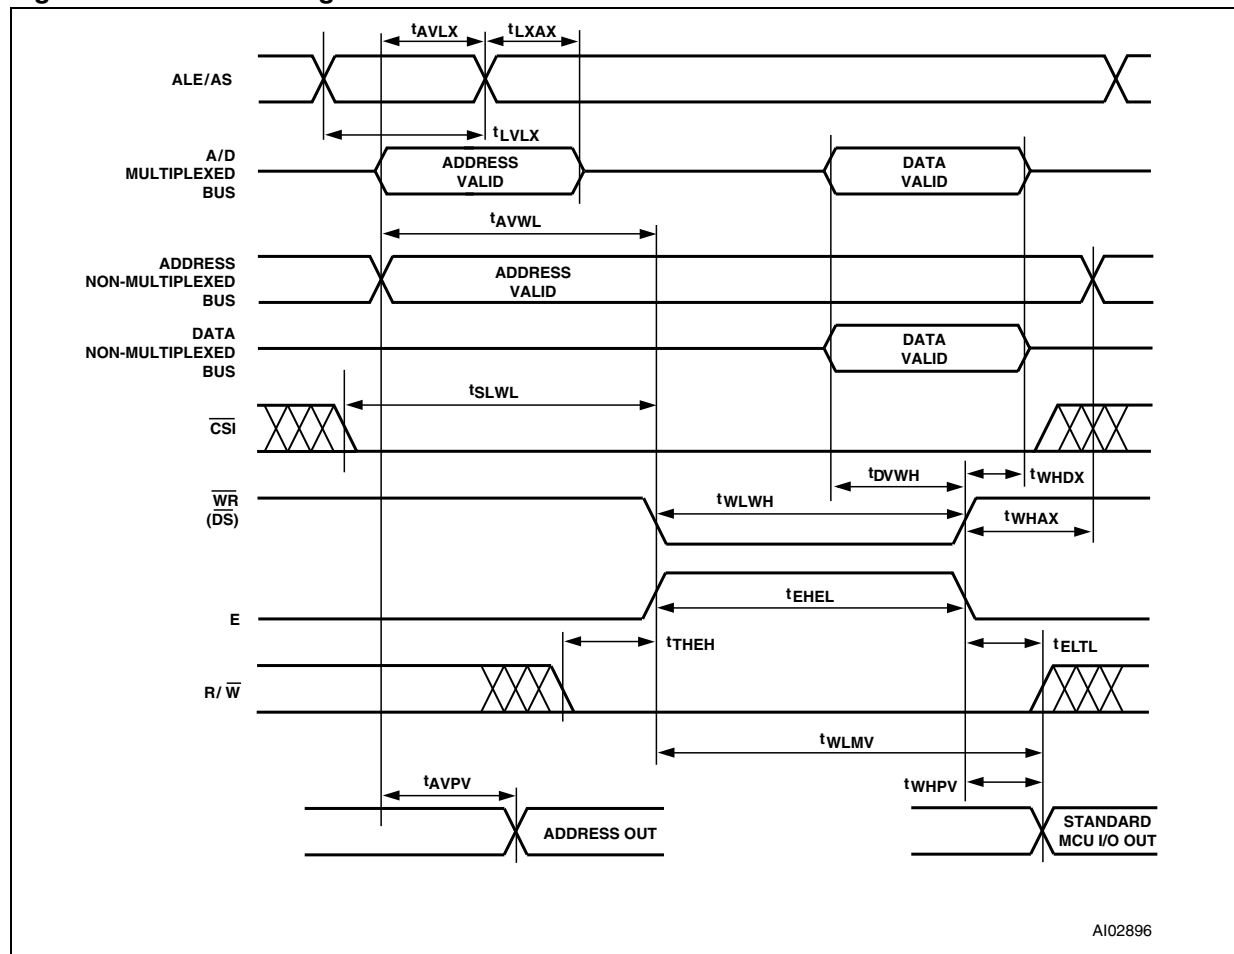 tAVLX tLXAX
ALE/AS
tLVLX
A/D
MULTIPLEXED
BUS
ADDRESS
VALID
DATA
VALID
tAVWL
ADDRESS
NON-MULTIPLEXED
BUS
ADDRESS
VALID
DATA
NON-MULTIPLEXED
BUS
DATA
VALID
tSLWL
CSI
tDVWH tWHDX
WR
(DS)
tWLWH
tWHAX
tEHEL
E
tTHEH tELTL
R/ W
tWLMV
tAVPV tWHPV
ADDRESS OUT
STANDARD
MCU I/O OUT
AI02896